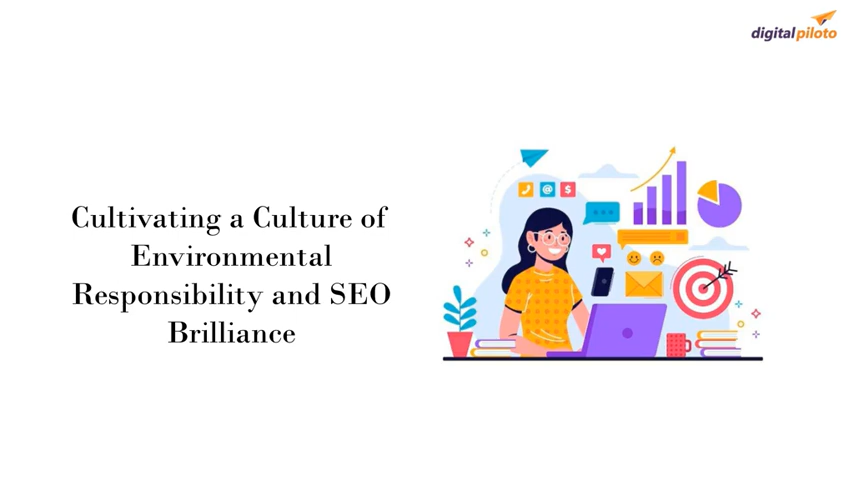 digitalpiloto
Cultivating a Culture of
Environmental
Responsibility and SEO
Brilliance
@
$